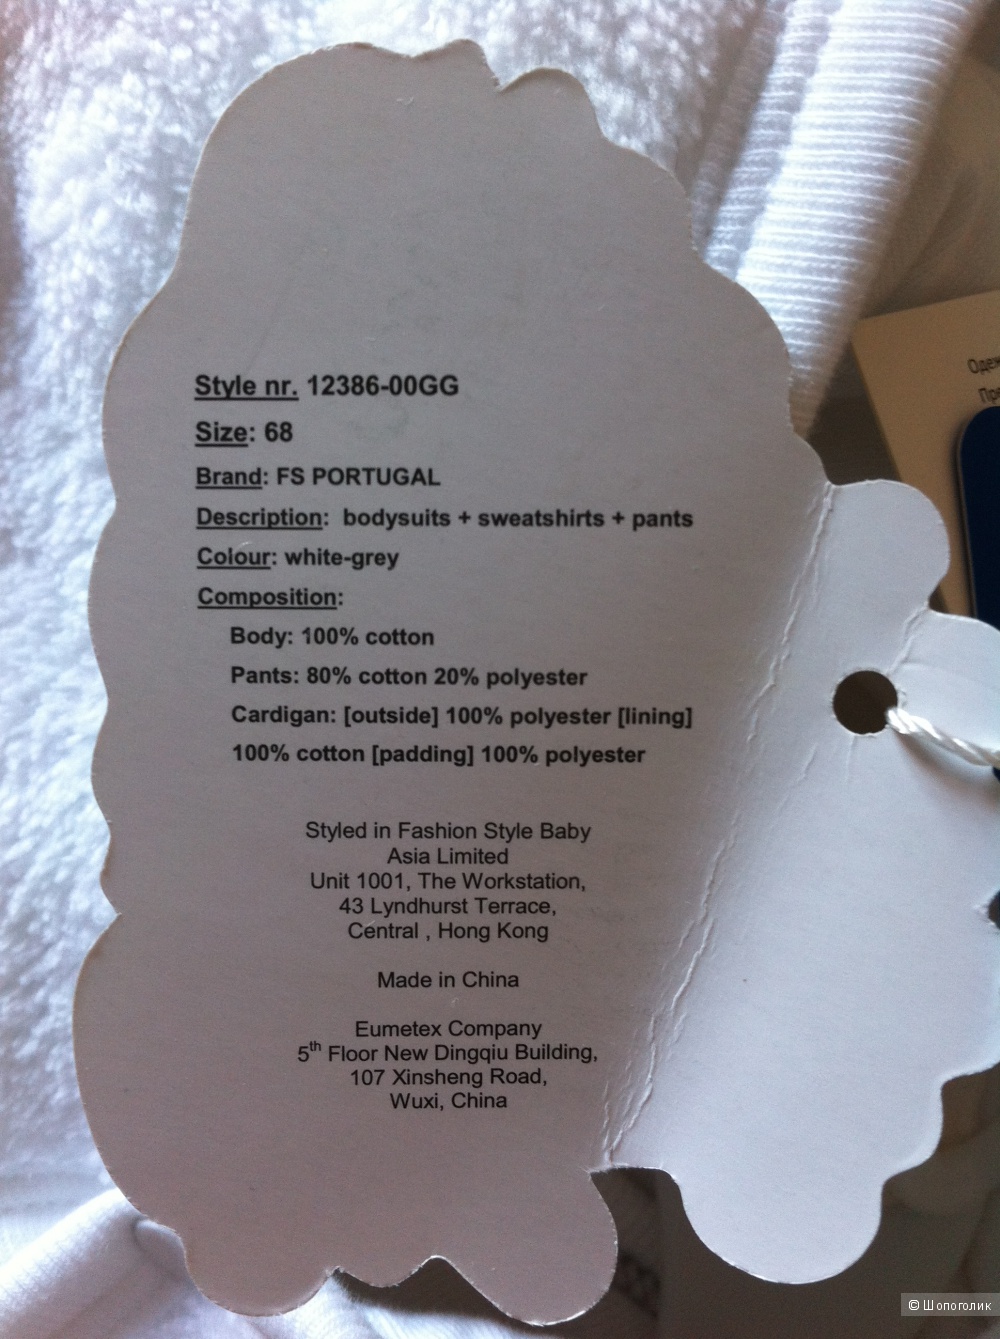 Style nr. 12386-00GG
Size: 68
Brand: FS PORTUGAL
Description: bodysuits + sweatshirts + pants
Colour: white-grey
Composition:
Body: 100% cotton
Pants: 80% cotton 20% polyester
Cardigan: [outside] 100% polyester [lining]
100% cotton [padding] 100% polyester
Styled in Fashion Style Baby
Asia Limited
Unit 1001, The Workstation,
43 Lyndhurst Terrace,
Central , Hong Kong
Made in China
Eumetex Company
5th Floor New Dingqiu Building,
107 Xinsheng Road,
Wuxi, China
© Шопоголик